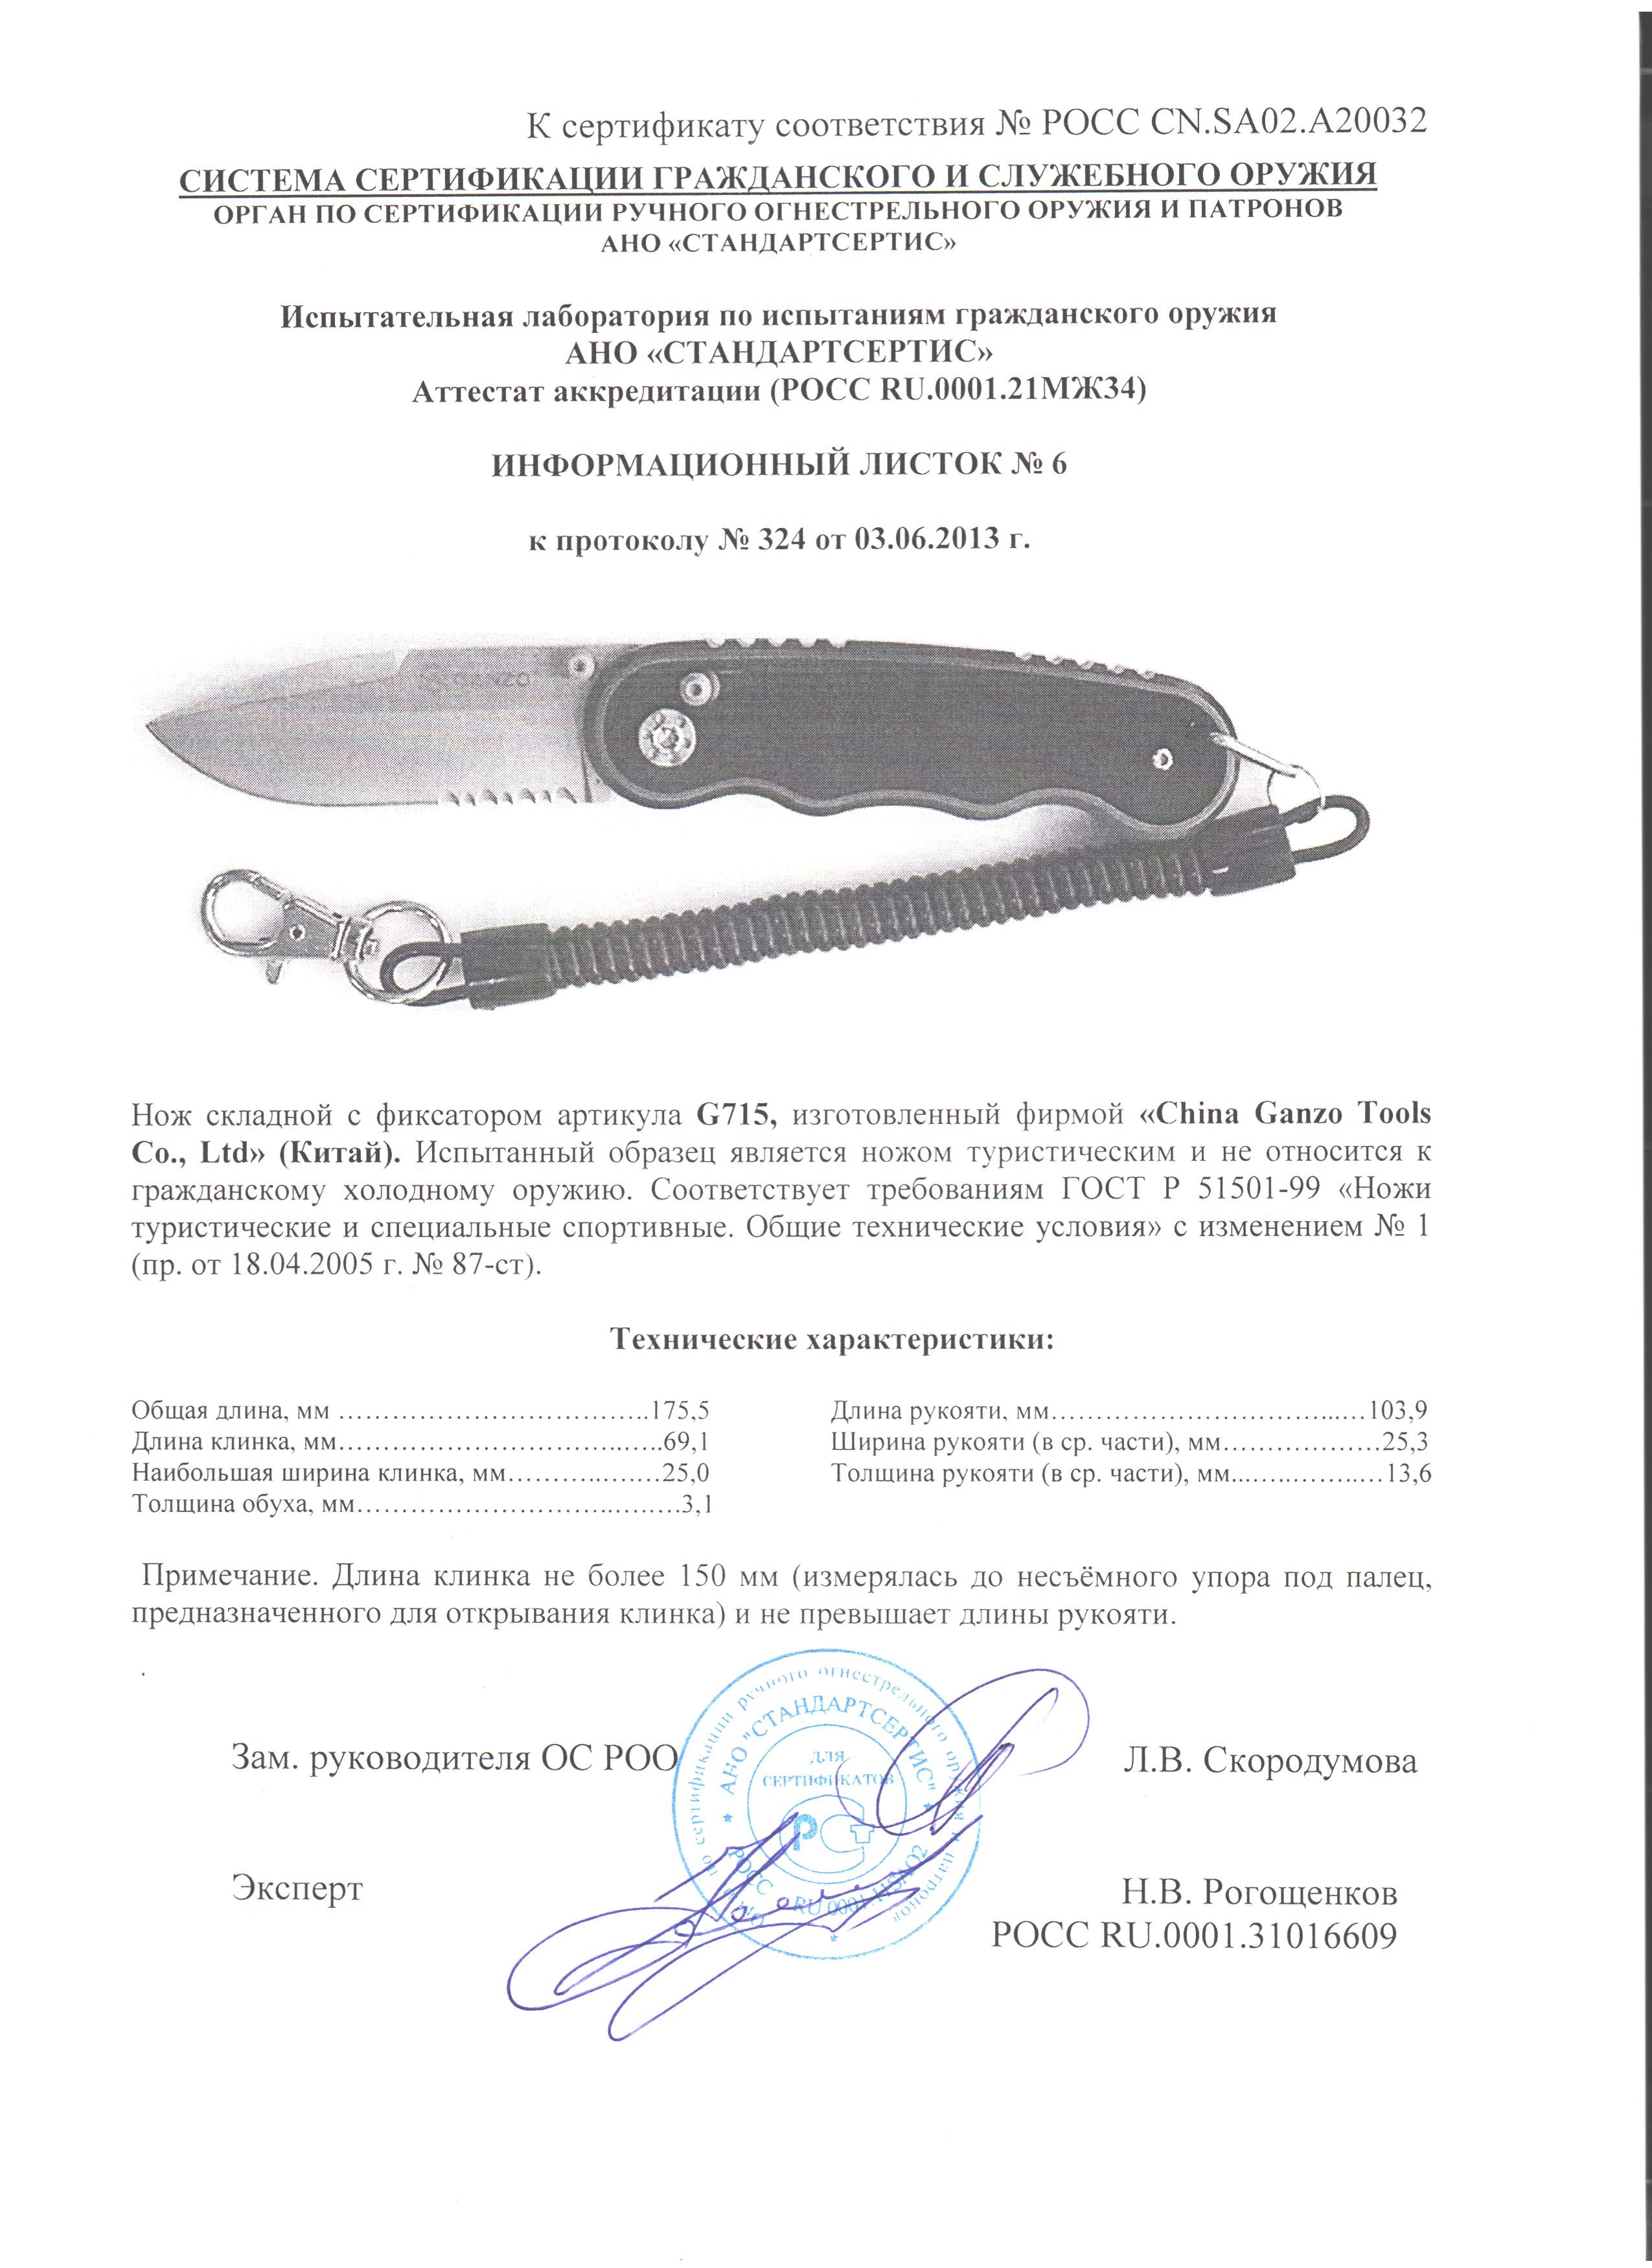 К сертификату соответствия № РОСС CN.SA02.A20032
СИСТЕМА СЕРТИФИКАЦИИ ГРАЖДАНСКОГО И СЛУЖЕБНОГО ОРУЖИЯ
ОРГАН ПО СЕРТИФИКАЦИИ РУЧНОГО ОГНЕСТРЕЛЬНОГО ОРУЖИЯ И ПАТРОНОВ
АНО «СТАНДАРТСЕРТИС»
Испытательная лаборатория по испытаниям гражданского оружия
АНО «СТАНДАРТСЕРТИС»
Аттестат аккредитации (РОСС RU.0001.21МЖ34)
ИНФОРМАЦИОННЫЙ ЛИСТОК № 6
к протоколу № 324 от 03.06.2013 г.
GANZO
Нож складной с фиксатором артикула G715, изготовленный фирмой «China Ganzo Tools
Co., Ltd» (Китай). Испытанный образец является ножом туристическим и не относится к
гражданскому холодному оружию. Соответствует требованиям ГОСТ Р 51501-99 «Ножи
туристические и специальные спортивные. Общие технические условия» с изменением № 1
(пр. от 18.04.2005 г. № 87-ст).
Технические характеристики:
Общая длина, мм ……………………………..175,5
Длина клинка, мм…………………………..…..69,1
Наибольшая ширина клинка, мм………..……25,0
Толщина обуха, мм………………………..……3,1
Длина рукояти, мм…………………………..…103,9
Ширина рукояти (в ср. части), мм………………25,3
Толщина рукояти (в ср. части), мм...…..………13,6
Примечание. Длина клинка не более 150 мм (измерялась до несъёмного упора под палец,
предназначенного для открывания клинка) и не превышает длины рукояти.
Зам. руководителя ОС РОО
Л.В. Скородумова
по сертификации ручного огнестрельного оружия и патронов
АНО "СТАНДАРТСЕРТИС"
ДЛЯ
СЕРТИФИКАТОВ
РСТ
РОСС RU 0001
Эксперт
Н.В. Рогощенков
РОСС RU.0001.31016609